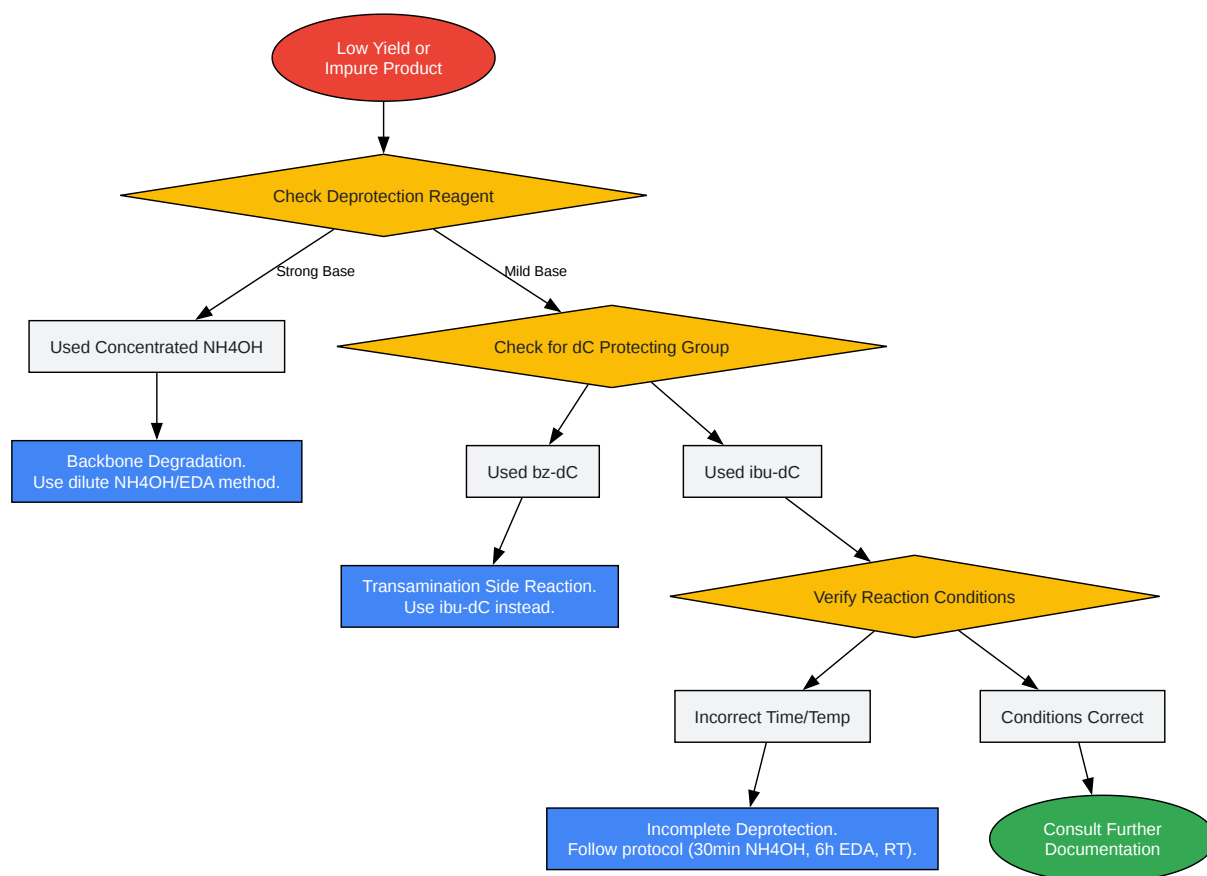 Low Yield or
Impure Product
Check Deprotection Reagent
Strong Base
Mild Base
Used Concentrated NH4OH
Check for dC Protecting Group
Backbone Degradation.
Use dilute NH4OH/EDA method.
Used bz-dC
Used ibu-dC
Transamination Side Reaction.
Use ibu-dC instead.
Verify Reaction Conditions
Incorrect Time/Temp
Conditions Correct
Incomplete Deprotection.
Follow protocol (30min NH4OH, 6h EDA, RT).
Consult Further
Documentation